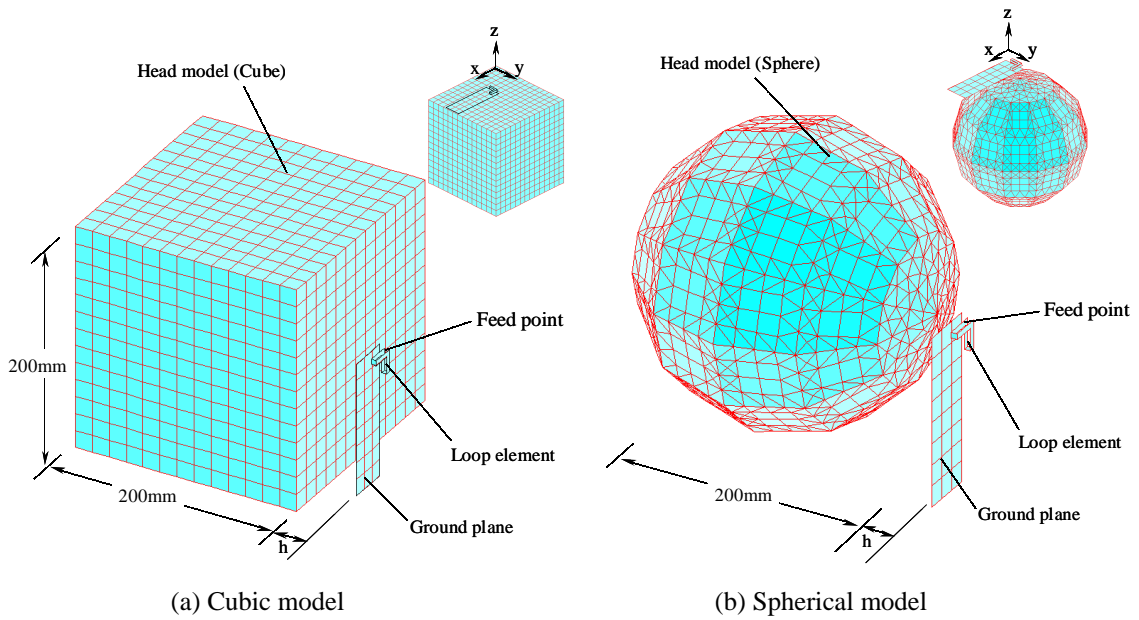 z
x
y
Head model (Cube)
Feed point
200mm
Loop element
200mm
Ground plane
h
(a) Cubic model
z
x
y
Head model (Sphere)
Feed point
Loop element
200mm
Ground plane
h
(b) Spherical model